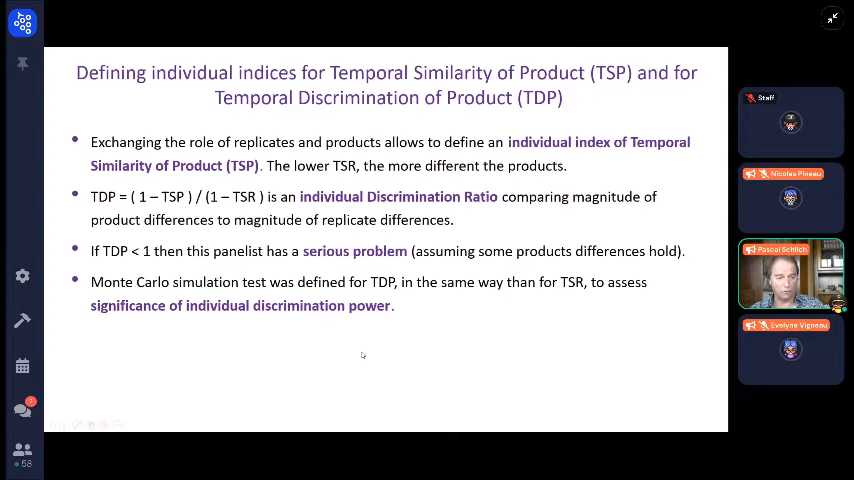 Defining individual indices for Temporal Similarity of Product (TSP) and for
Temporal Discrimination of Product (TDP)
• Exchanging the role of replicates and products allows to define an individual index of Temporal
Similarity of Product (TSP). The lower TSR, the more different the products.
• TDP = ( 1 – TSP ) / (1 – TSR ) is an individual Discrimination Ratio comparing magnitude of
product differences to magnitude of replicate differences.
• If TDP < 1 then this panelist has a serious problem (assuming some products differences hold).
• Monte Carlo simulation test was defined for TDP, in the same way than for TSR, to assess
significance of individual discrimination power.
Staff
Nicolas Pineau
Pascal Schlich
Evelyne Vigneau
7
58